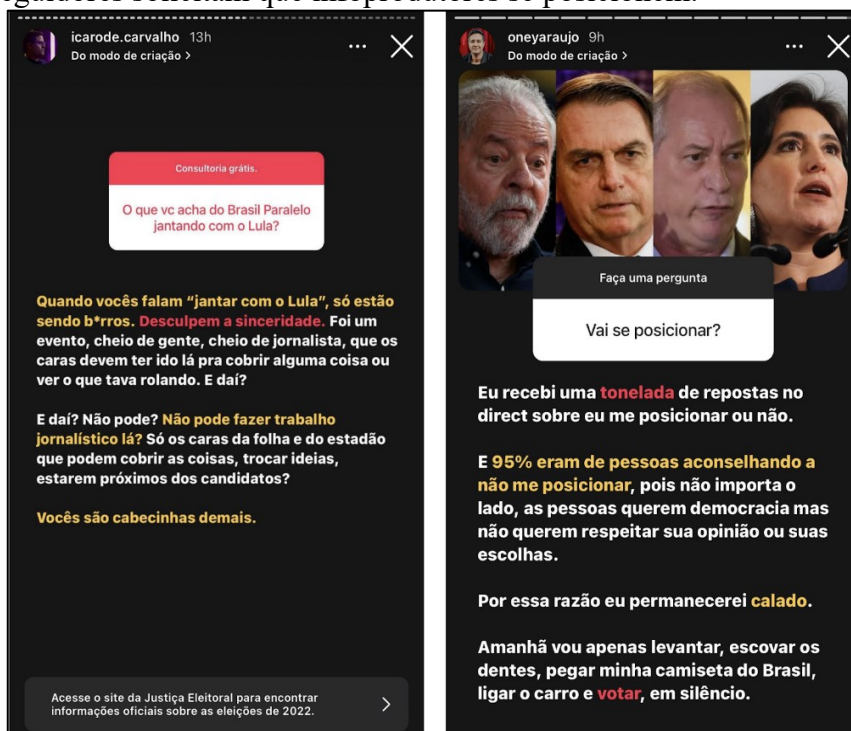 icarode.carvalho 13h
Do modo de criação >
Consultoria grátis.
O que vc acha do Brasil Paralelo
jantando com o Lula?
Quando vocês falam “jantar com o Lula”, só estão
sendo b*rros. Desculpem a sinceridade. Foi um
evento, cheio de gente, cheio de jornalista, que os
caras devem ter ido lá pra cobrir alguma coisa ou
ver o que tava rolando. E daí?
E daí? Não pode? Não pode fazer trabalho
jornalístico lá? Só os caras da folha e do estadão
que podem cobrir as coisas, trocar ideias,
estarem próximos dos candidatos?
Vocês são cabecinhas demais.
Acesse o site da Justiça Eleitoral para encontrar
informações oficiais sobre as eleições de 2022.
oneyaraujo 9h
Do modo de criação >
Faça uma pergunta
Vai se posicionar?
Eu recebi uma tonelada de repostas no
direct sobre eu me posicionar ou não.
E 95% eram de pessoas aconselhando a
não me posicionar, pois não importa o
lado, as pessoas querem democracia mas
não querem respeitar sua opinião ou suas
escolhas.
Por essa razão eu permanecerei calado.
Amanhã vou apenas levantar, escovar os
dentes, pegar minha camiseta do Brasil,
ligar o carro e votar, em silêncio.